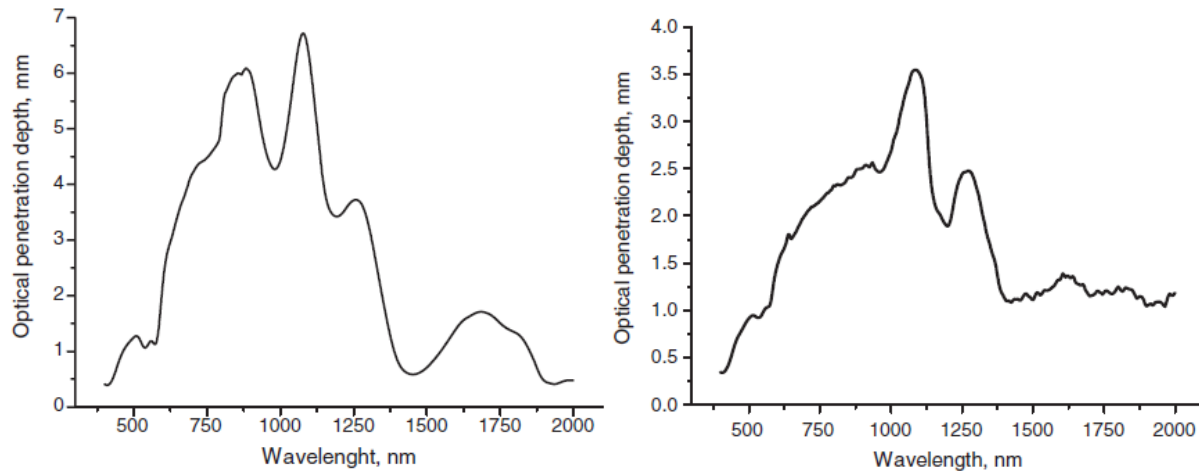 7
6
5
4
3
2
1
0
Optical penetration depth, mm
500 750 1000 1250 1500 1750 2000
Wavelenght, nm
4.0
3.5
3.0
2.5
2.0
1.5
1.0
0.5
0.0
Optical penetration depth, mm
500 750 1000 1250 1500 1750 2000
Wavelength, nm